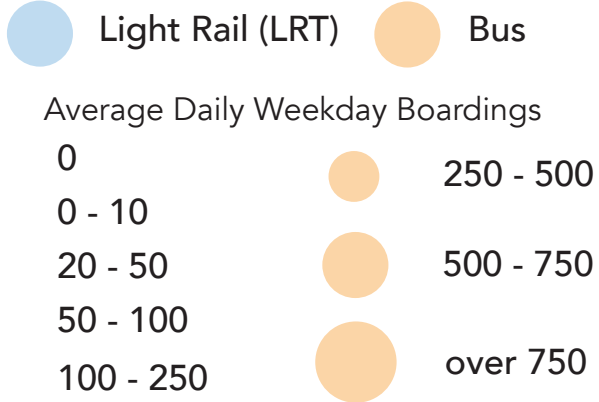 Light Rail (LRT) Bus
Average Daily Weekday Boardings
0
0 - 10
20 - 50
50 - 100
100 - 250
250 - 500
500 - 750
over 750